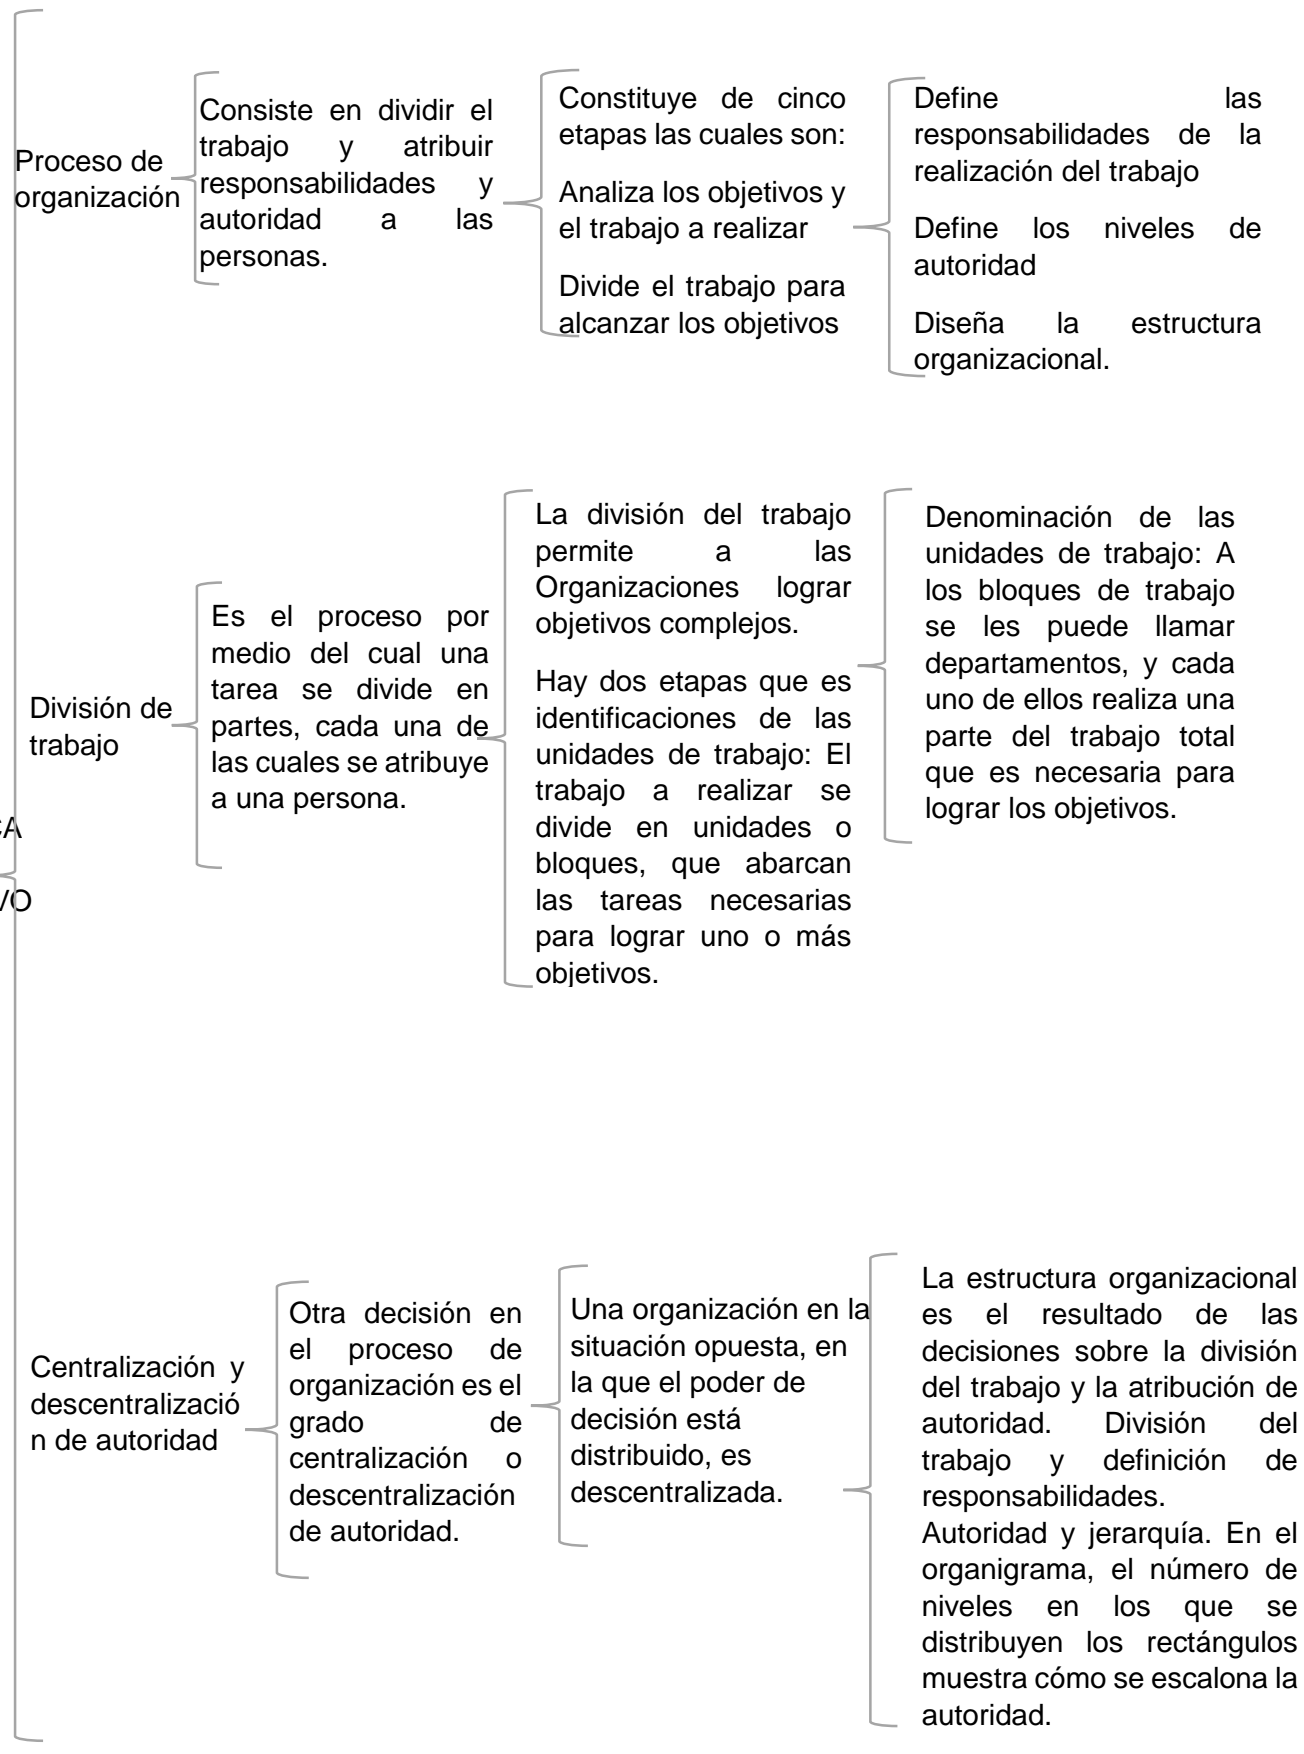 Proceso de
organización
Consiste en dividir el
trabajo y atribuir
responsabilidades y
autoridad a las
personas.
Constituye de cinco
etapas las cuales son:
Analiza los objetivos y
el trabajo a realizar
Divide el trabajo para
alcanzar los objetivos
Define las
responsabilidades de la
realización del trabajo
Define los niveles de
autoridad
Diseña la estructura
organizacional.
División de
trabajo
Es el proceso por
medio del cual una
tarea se divide en
partes, cada una de
las cuales se atribuye
a una persona.
La división del trabajo
permite a las
Organizaciones lograr
objetivos complejos.
Hay dos etapas que es
identificaciones de las
unidades de trabajo: El
trabajo a realizar se
divide en unidades o
bloques, que abarcan
las tareas necesarias
para lograr uno o más
objetivos.
Denominación de las
unidades de trabajo: A
los bloques de trabajo
se les puede llamar
departamentos, y cada
uno de ellos realiza una
parte del trabajo total
que es necesaria para
lograr los objetivos.
Centralización y
descentralizació
n de autoridad
Otra decisión en
el proceso de
organización es el
grado de
centralización o
descentralización
de autoridad.
Una organización en la
situación opuesta, en
la que el poder de
decisión está
distribuido, es
descentralizada.
La estructura organizacional
es el resultado de las
decisiones sobre la división
del trabajo y la atribución de
autoridad. División del
trabajo y definición de
responsabilidades.
Autoridad y jerarquía. En el
organigrama, el número de
niveles en los que se
distribuyen los rectángulos
muestra cómo se escalona la
autoridad.